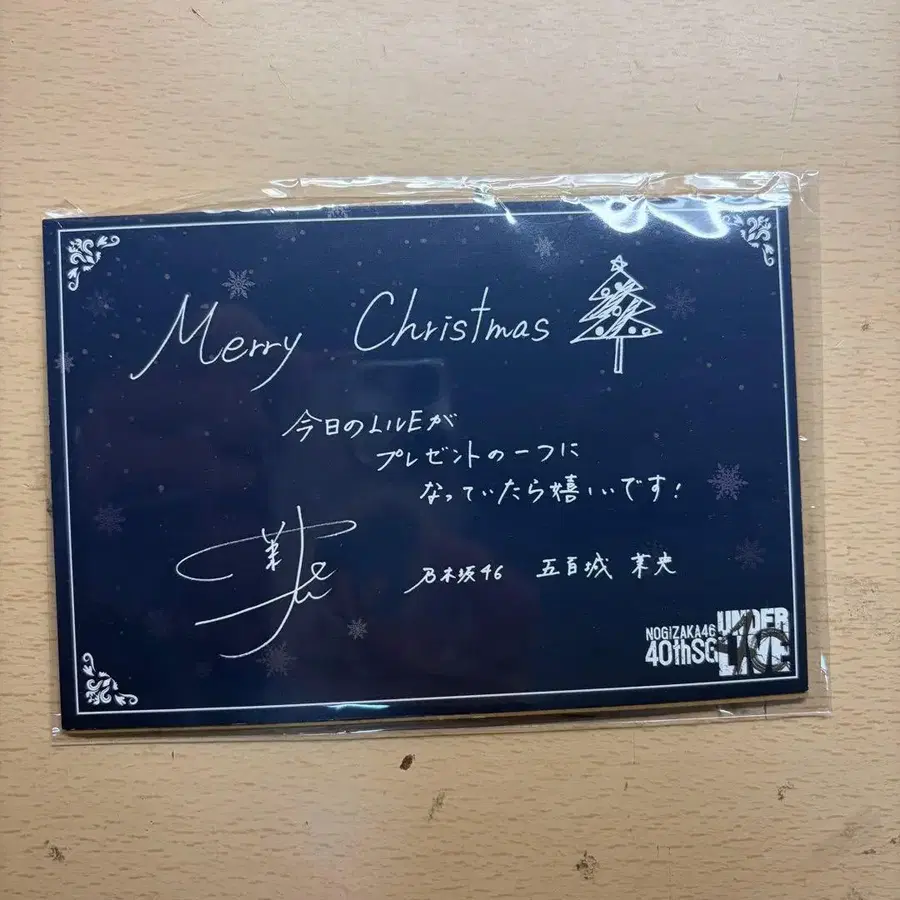 Merry Christmas
今日のLIVEが
プレゼントの一つに
なっていたら嬉しいです!
乃木坂46 五百城 茉央
NOGIZAKA46
40thSG
UNDER
LIVE